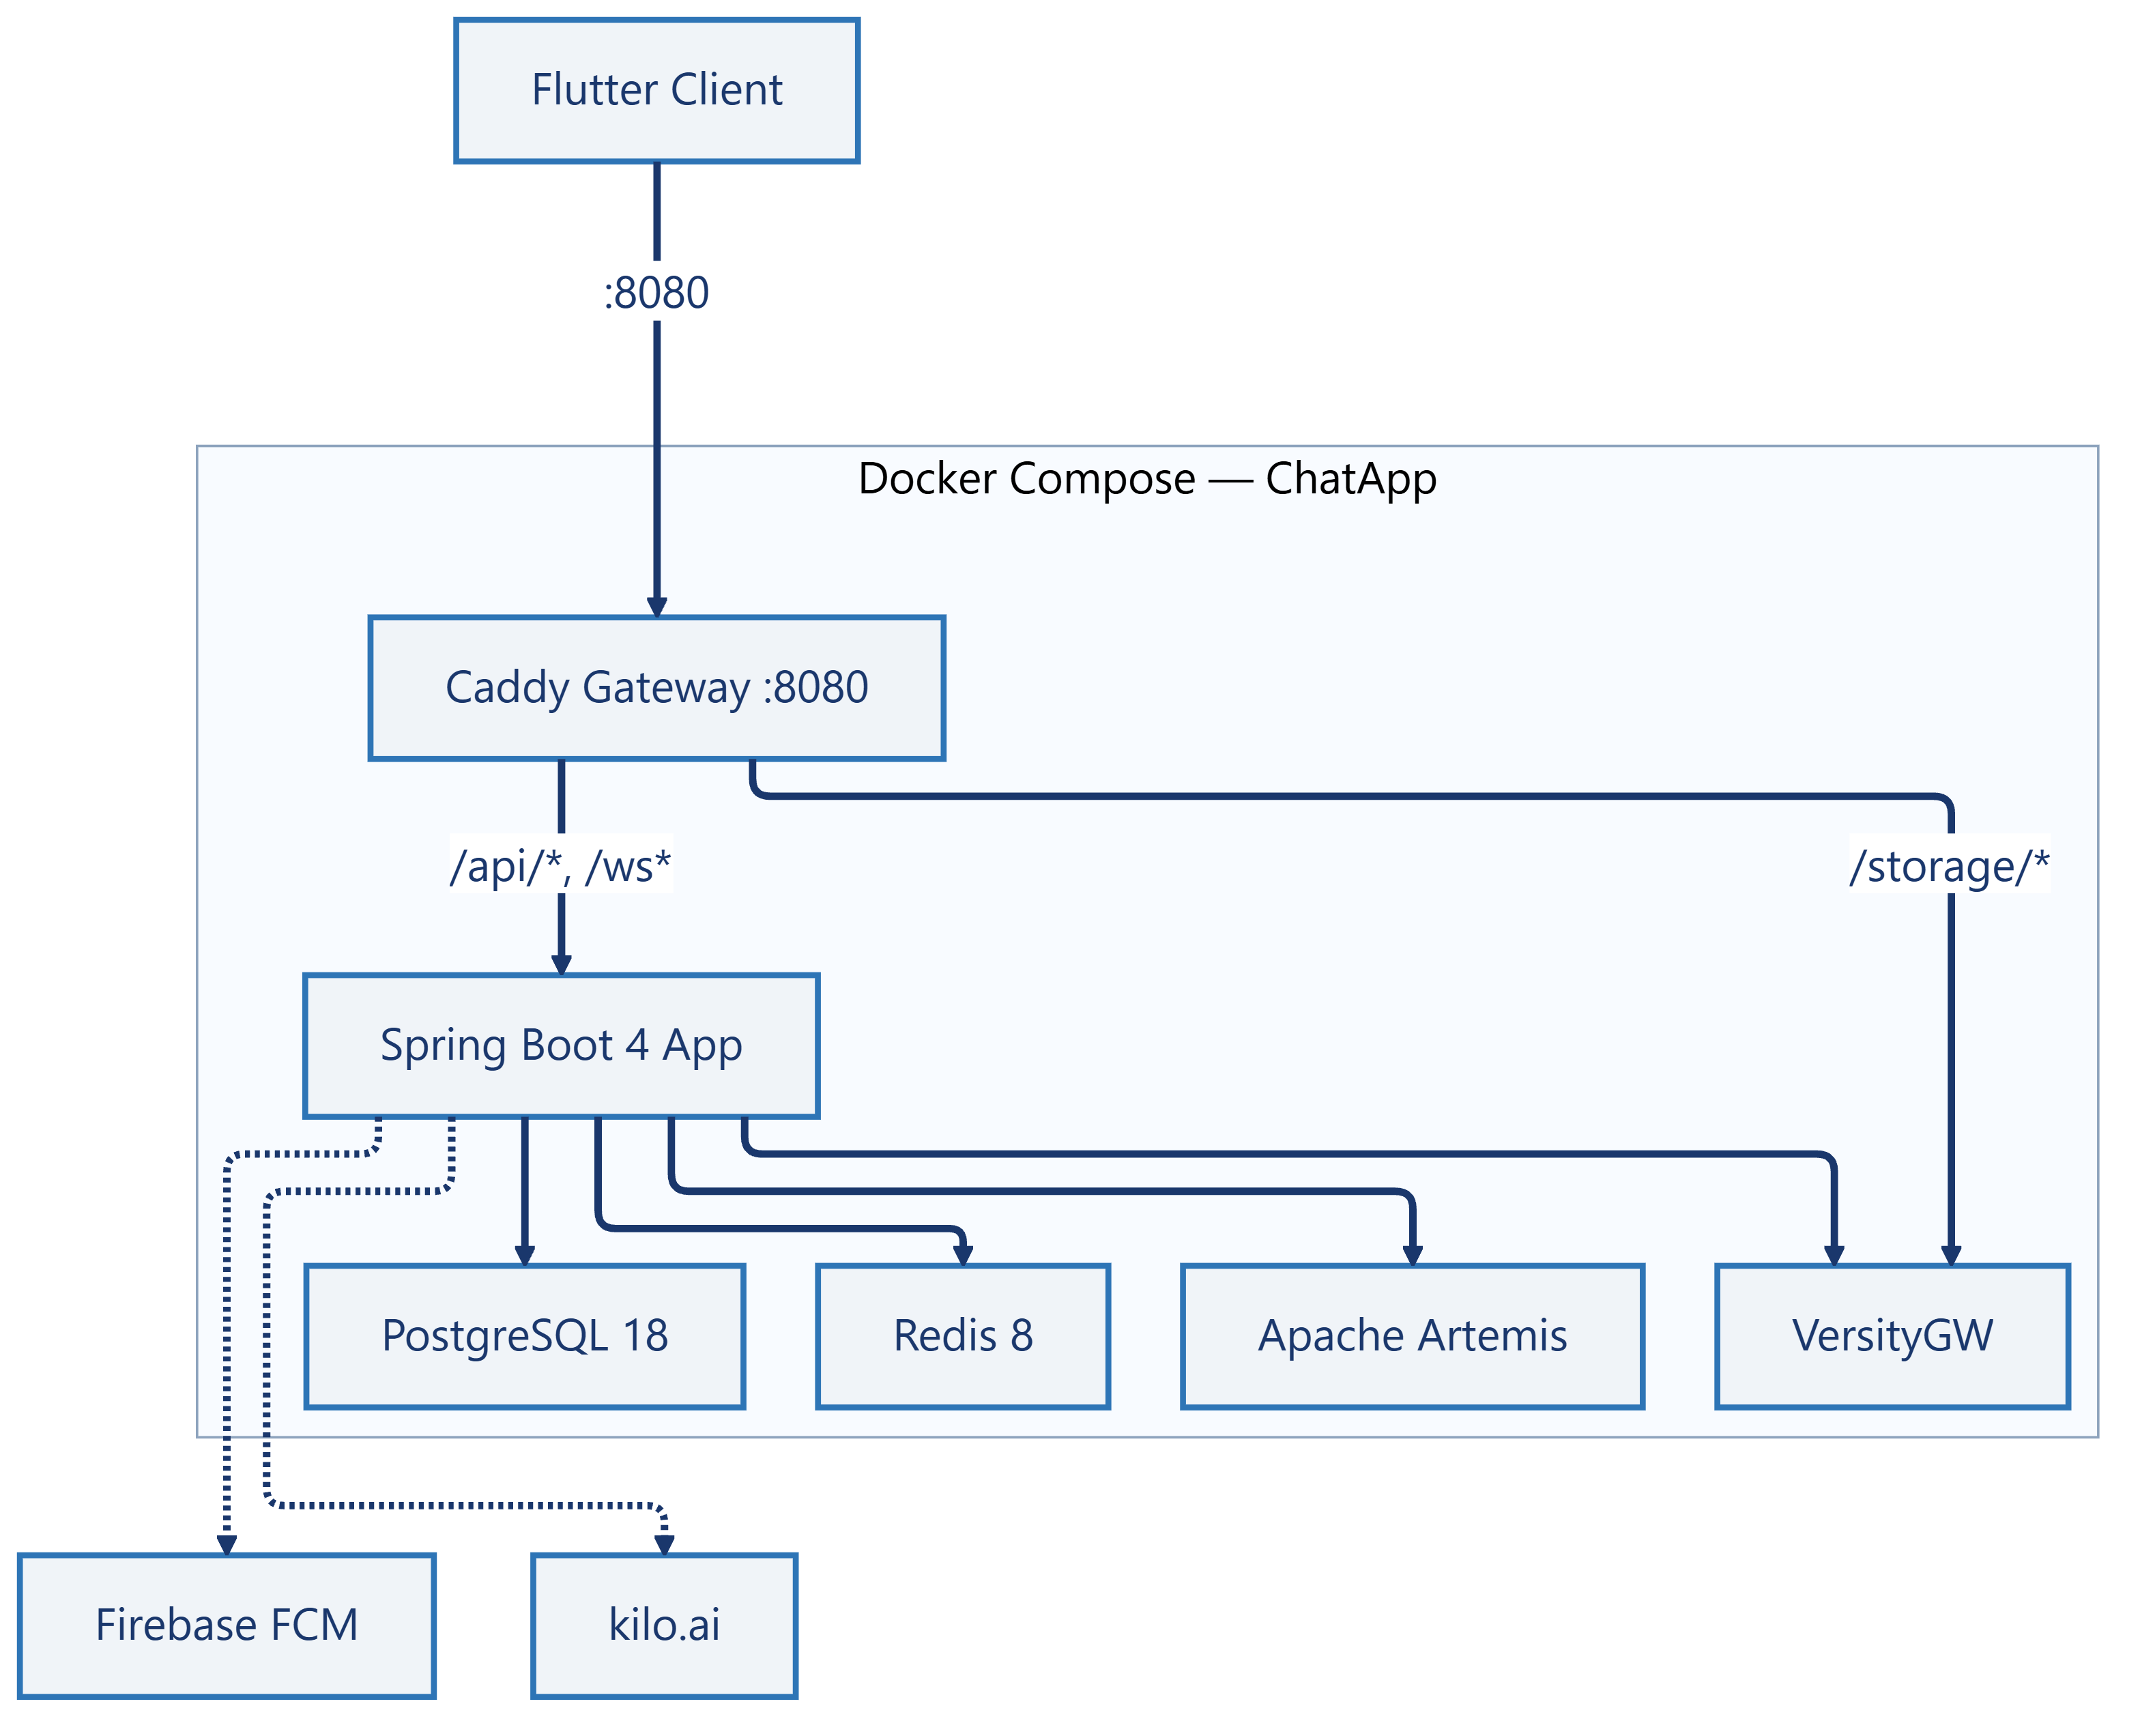 Flutter Client
:8080
Docker Compose — ChatApp
Caddy Gateway :8080
/api/*, /ws*
/storage/*
Spring Boot 4 App
PostgreSQL 18
Redis 8
Apache Artemis
VersityGW
Firebase FCM
kilo.ai